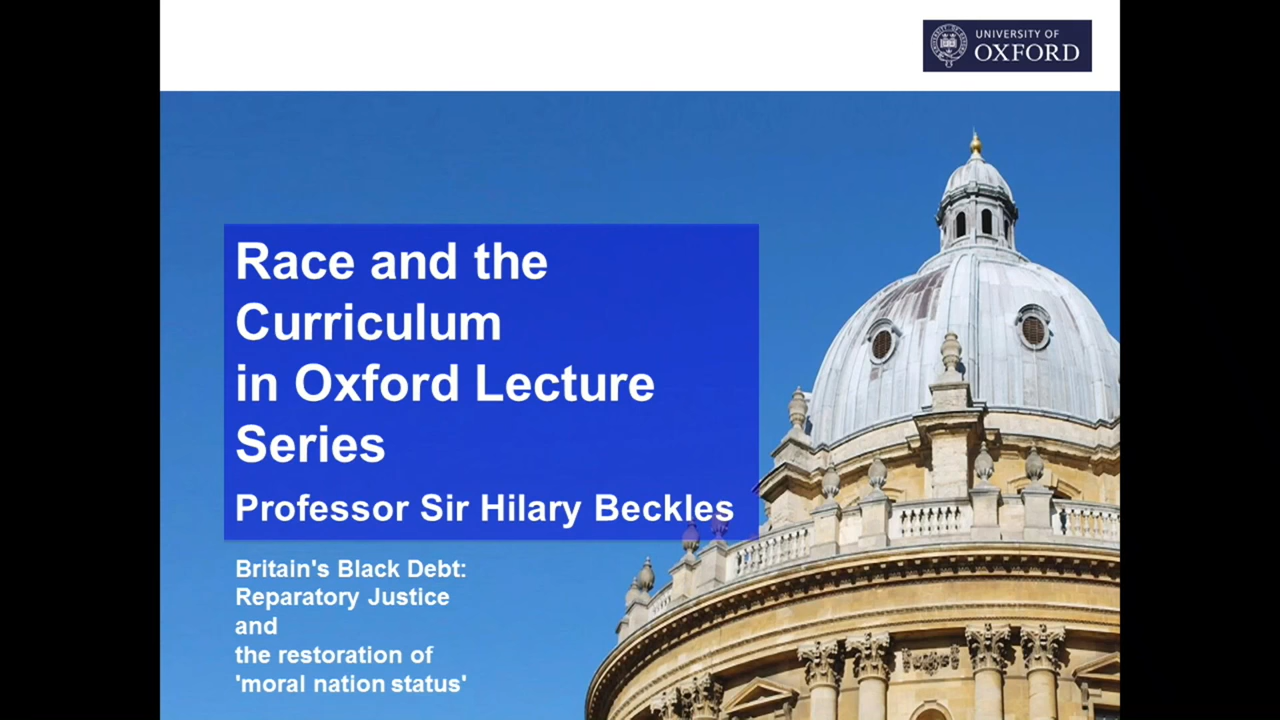 UNIVERSITY OF
OXFORD
Race and the
Curriculum
in Oxford Lecture
Series
Professor Sir Hilary Beckles
Britain's Black Debt:
Reparatory Justice
and
the restoration of
'moral nation status'